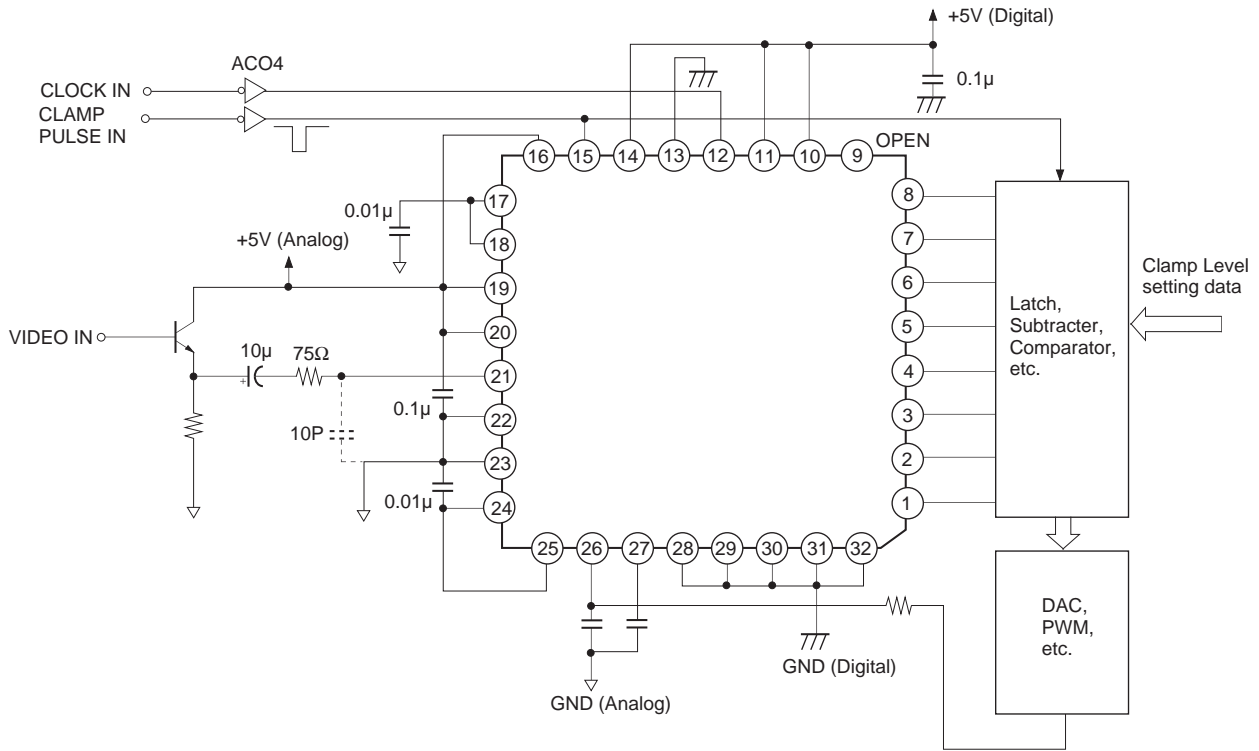 +5V (Digital)
ACO4
CLOCK IN
0.1µ
CLAMP
PULSE IN
OPEN
16
15
14
13
12
11
10
9
17
8
0.01µ
18
7
+5V (Analog)
19
6
Clamp Level
setting data
VIDEO IN
20
5
Latch,
Subtracter,
Comparator,
etc.
10µ
75Ω
+
21
4
0.1µ
22
3
10P
23
2
0.01µ
24
1
25
26
27
28
29
30
31
32
DAC,
PWM,
etc.
GND (Digital)
GND (Analog)